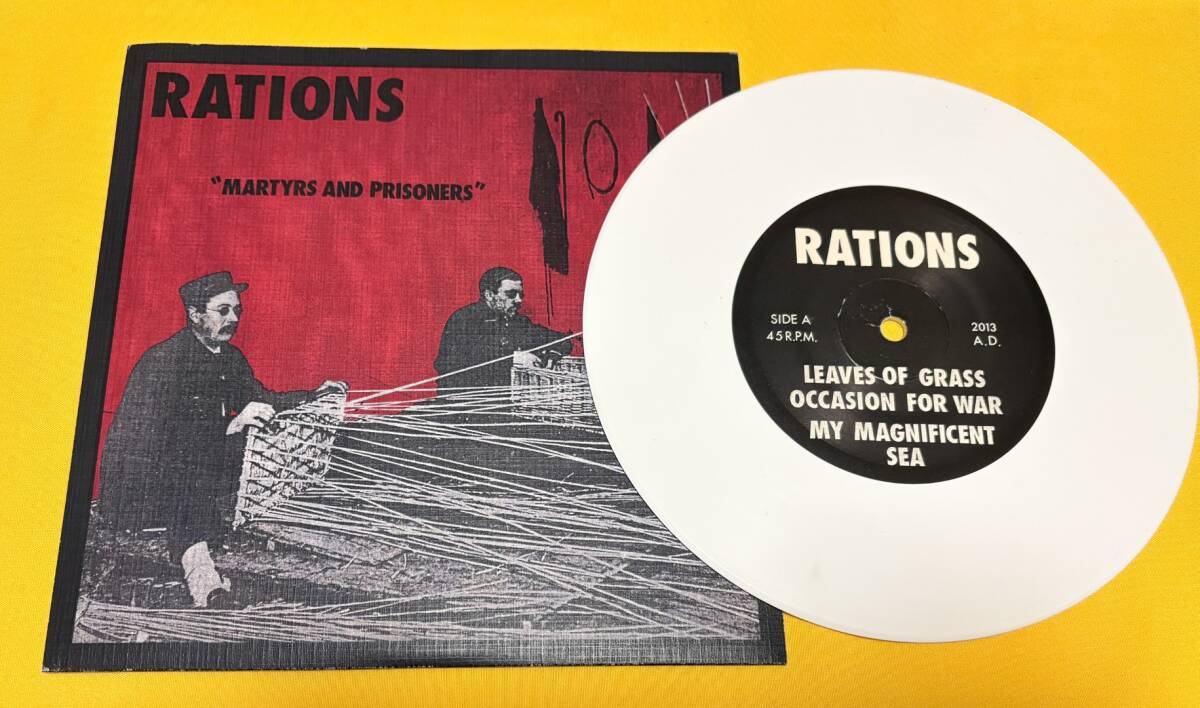 RATIONS
"MARTYRS AND PRISONERS"
RATIONS
SIDE A
45 R.P.M.
2013
A.D.
LEAVES OF GRASS
OCCASION FOR WAR
MY MAGNIFICENT
SEA